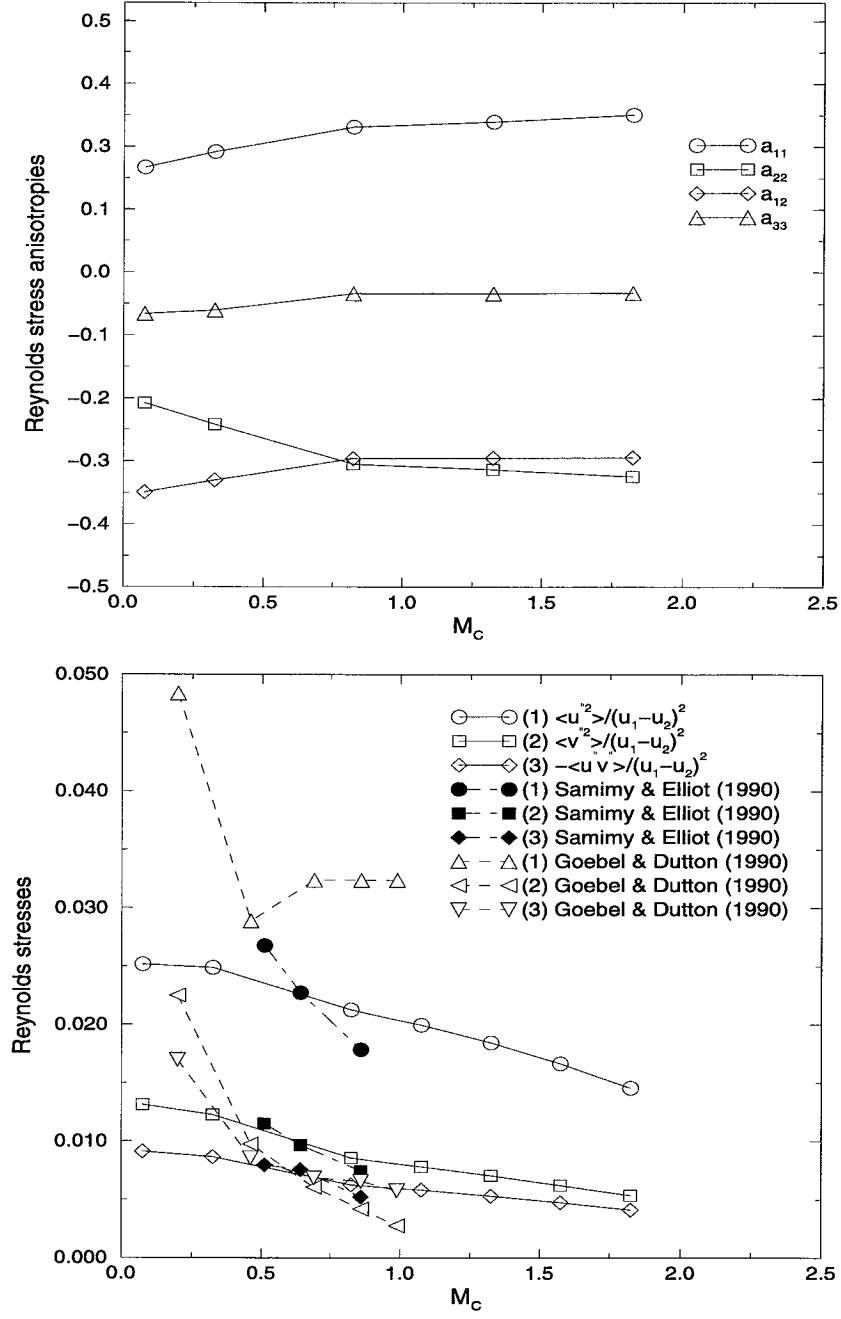 0.5
0.4
0.3
0.1
0.0
−0.1
−0.2
−0.3
−0.4
−0.5
Reynolds stress anisotropies
a₁₁
a₂₂
a₁₂
a₃₃
0.0 0.5 1.0 1.5 2.0 2.5
M_c
0.050
0.040
0.030
0.020
0.010
0.000
Reynolds stresses
(1) <u"²>/(u₁−u₂)²
(2) <v"²>/(u₁−u₂)²
(3) −<u"v">/(u₁−u₂)²
(1) Samimy & Elliot (1990)
(2) Samimy & Elliot (1990)
(3) Samimy & Elliot (1990)
(1) Goebel & Dutton (1990)
(2) Goebel & Dutton (1990)
(3) Goebel & Dutton (1990)
0.0 0.5 1.0 1.5 2.0 2.5
M_c